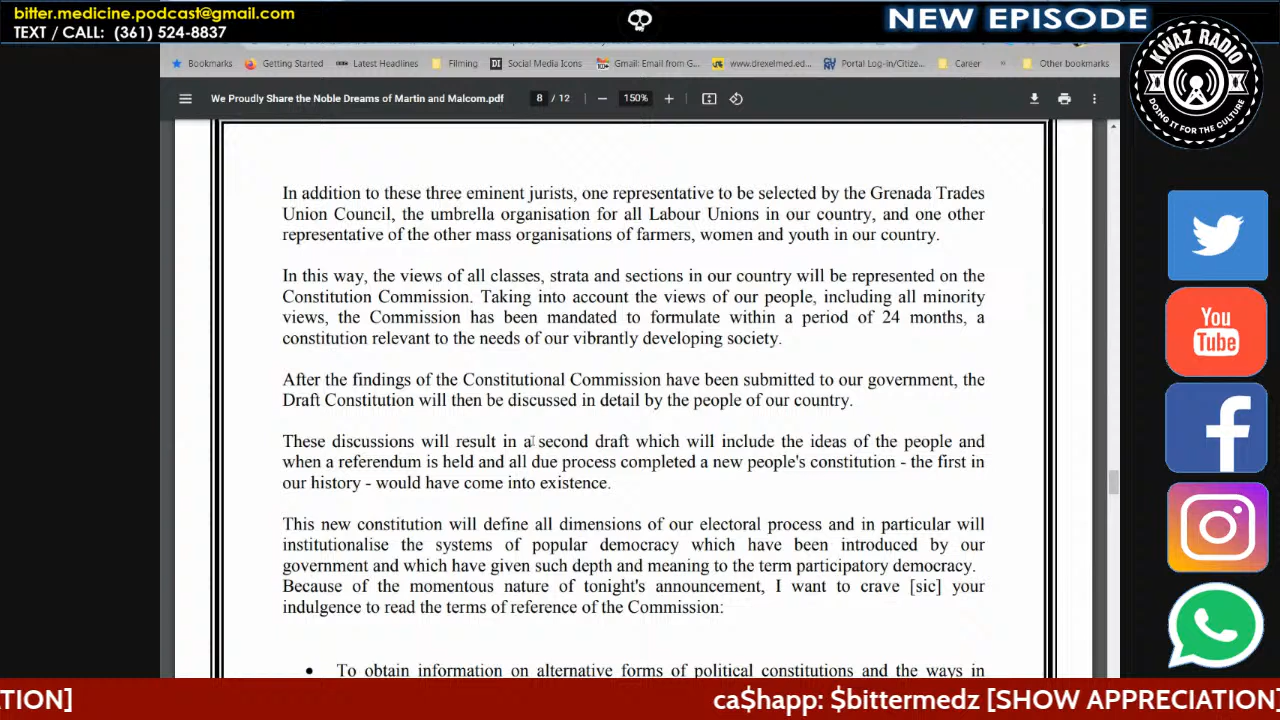 bitter.medicine.podcast@gmail.com
TEXT / CALL: (361) 524-8837
NEW EPISODE
KWAZ RADIO
DOING IT FOR THE CULTURE
Bookmarks Getting Started Latest Headlines Filming Social Media Icons Gmail: Email from G... www.drexelmed.ed... Portal Log-in/Citize... Career » Other bookmarks
We Proudly Share the Noble Dreams of Martin and Malcom.pdf 8 / 12 — 150% +
In addition to these three eminent jurists, one representative to be selected by the Grenada Trades
Union Council, the umbrella organisation for all Labour Unions in our country, and one other
representative of the other mass organisations of farmers, women and youth in our country.
In this way, the views of all classes, strata and sections in our country will be represented on the
Constitution Commission. Taking into account the views of our people, including all minority
views, the Commission has been mandated to formulate within a period of 24 months, a
constitution relevant to the needs of our vibrantly developing society.
After the findings of the Constitutional Commission have been submitted to our government, the
Draft Constitution will then be discussed in detail by the people of our country.
These discussions will result in a second draft which will include the ideas of the people and
when a referendum is held and all due process completed a new people's constitution - the first in
our history - would have come into existence.
This new constitution will define all dimensions of our electoral process and in particular will
institutionalise the systems of popular democracy which have been introduced by our
government and which have given such depth and meaning to the term participatory democracy.
Because of the momentous nature of tonight's announcement, I want to crave [sic] your
indulgence to read the terms of reference of the Commission:
• To obtain information on alternative forms of political constitutions and the ways in
You
Tube
TION] ca$happ: $bittermedz [SHOW APPRECIATION]